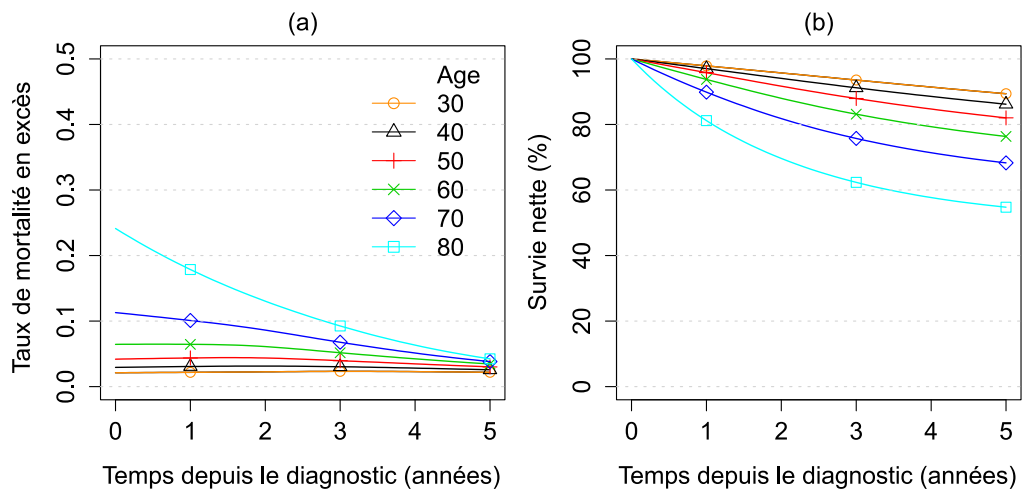 (a)
Taux de mortalité en excès
0.5
0.4
0.3
0.2
0.1
0.0
Age
30
40
50
60
70
80
0 1 2 3 4 5
Temps depuis le diagnostic (années)
(b)
Survie nette (%)
100
80
60
40
20
0
0 1 2 3 4 5
Temps depuis le diagnostic (années)